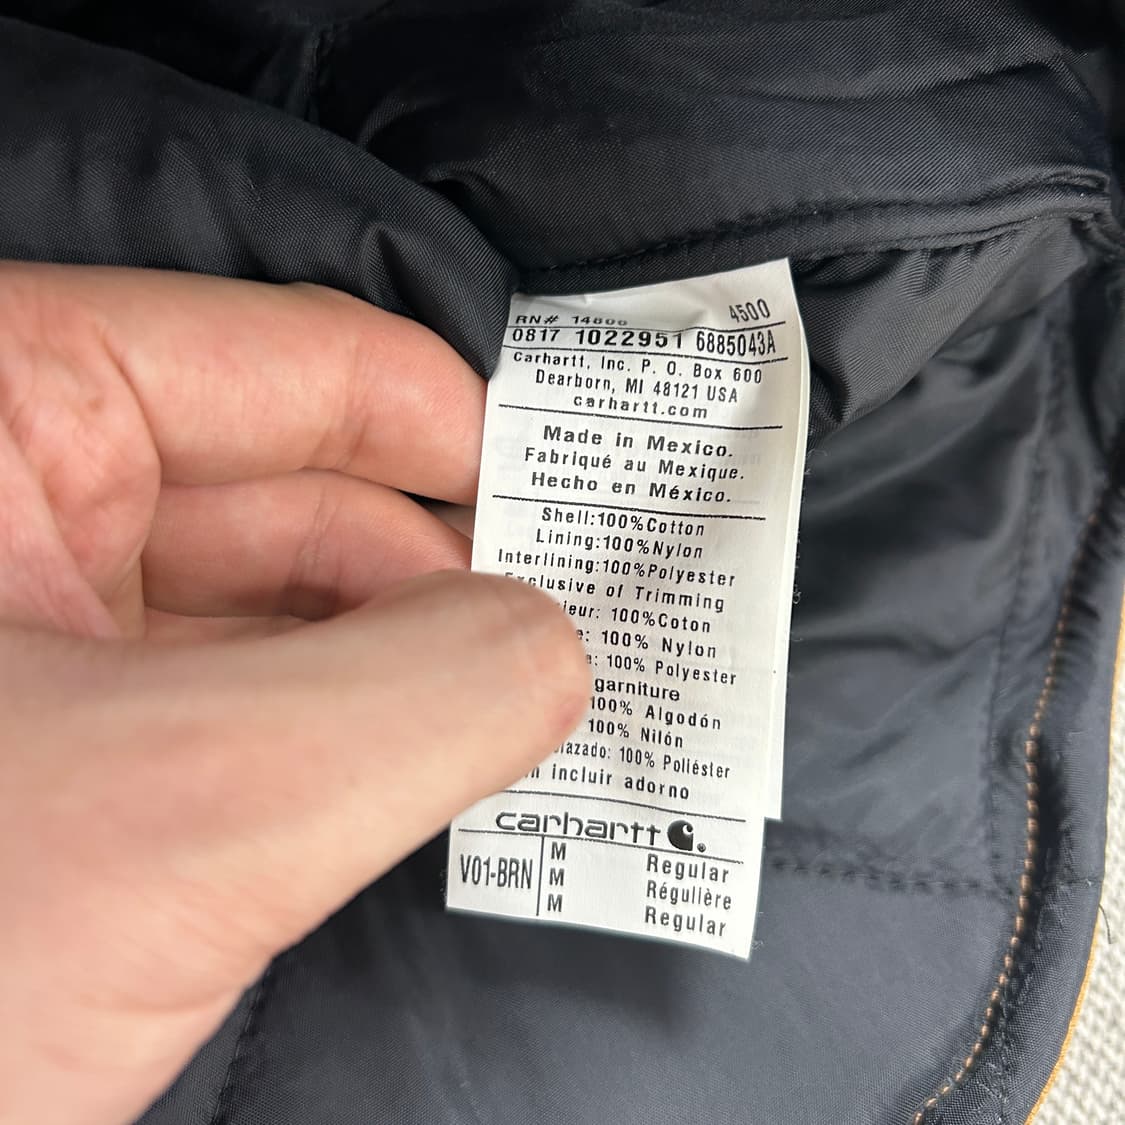 4500
RN# 14806
0817 1022951 6885043A
Carhartt, Inc. P. O. Box 600
Dearborn, MI 48121 USA
carhartt.com
Made in Mexico.
Fabriqué au Mexique.
Hecho en México.
Shell:100%Cotton
Lining:100%Nylon
Interlining:100%Polyester
Exclusive of Trimming
ieur: 100%Coton
e: 100% Nylon
100% Polyester
garniture
100% Algodón
100% Nilón
lazado: 100% Poliéster
incluir adorno
carhartt
V01-BRN
M Regular
M Régulière
M Regular